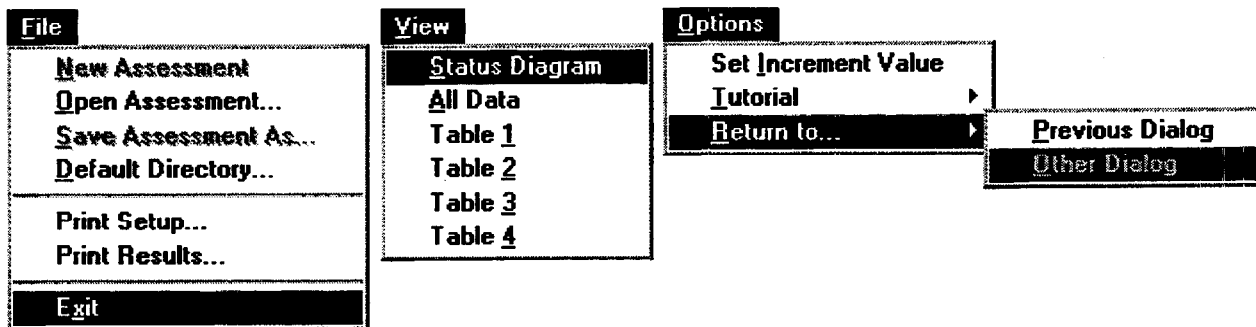 File
New Assessment
Open Assessment...
Save Assessment As...
Default Directory...
Print Setup...
Print Results...
Exit
View
Status Diagram
All Data
Table 1
Table 2
Table 3
Table 4
Options
Set Increment Value
Tutorial
Return to...
Previous Dialog
Other Dialog